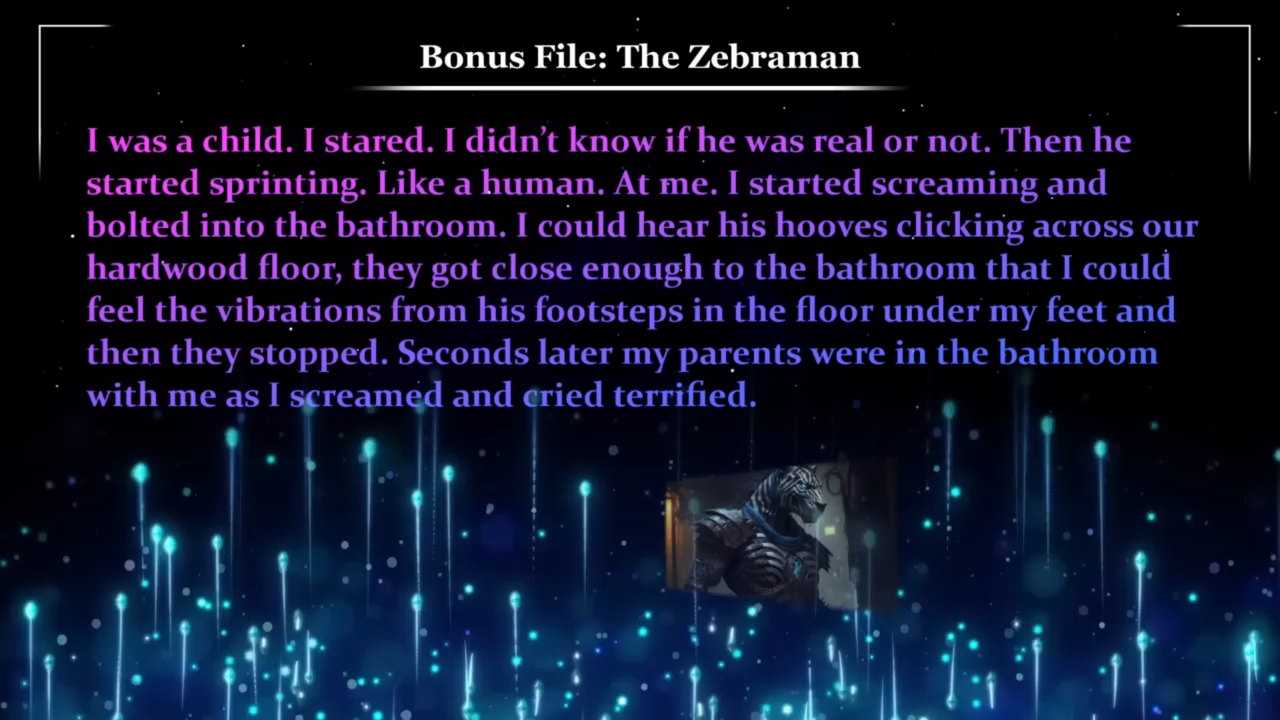 Bonus File: The Zebraman
I was a child. I stared. I didn’t know if he was real or not. Then he
started sprinting. Like a human. At me. I started screaming and
bolted into the bathroom. I could hear his hooves clicking across our
hardwood floor, they got close enough to the bathroom that I could
feel the vibrations from his footsteps in the floor under my feet and
then they stopped. Seconds later my parents were in the bathroom
with me as I screamed and cried terrified.